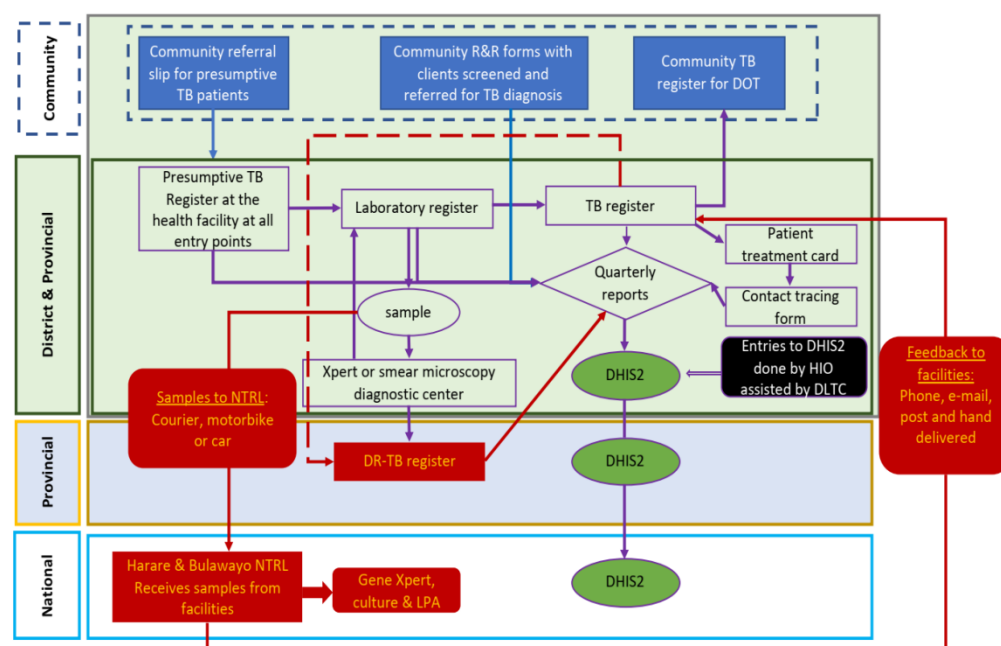 Community
Community referral
slip for presumptive
TB patients
Community R&R forms with
clients screened and
referred for TB diagnosis
Community TB
register for DOT
District & Provincial
Presumptive TB
Register at the
health facility at all
entry points
Laboratory register
TB register
Patient
treatment card
Quarterly
reports
Contact tracing
form
sample
Xpert or smear microscopy
diagnostic center
DHIS2
Entries to DHIS2
done by HIO
assisted by DLTC
Samples to NTRL:
Courier, motorbike
or car
Feedback to
facilities:
Phone, e-mail,
post and hand
delivered
Provincial
DR-TB register
DHIS2
National
Harare & Bulawayo NTRL
Receives samples from
facilities
Gene Xpert,
culture & LPA
DHIS2